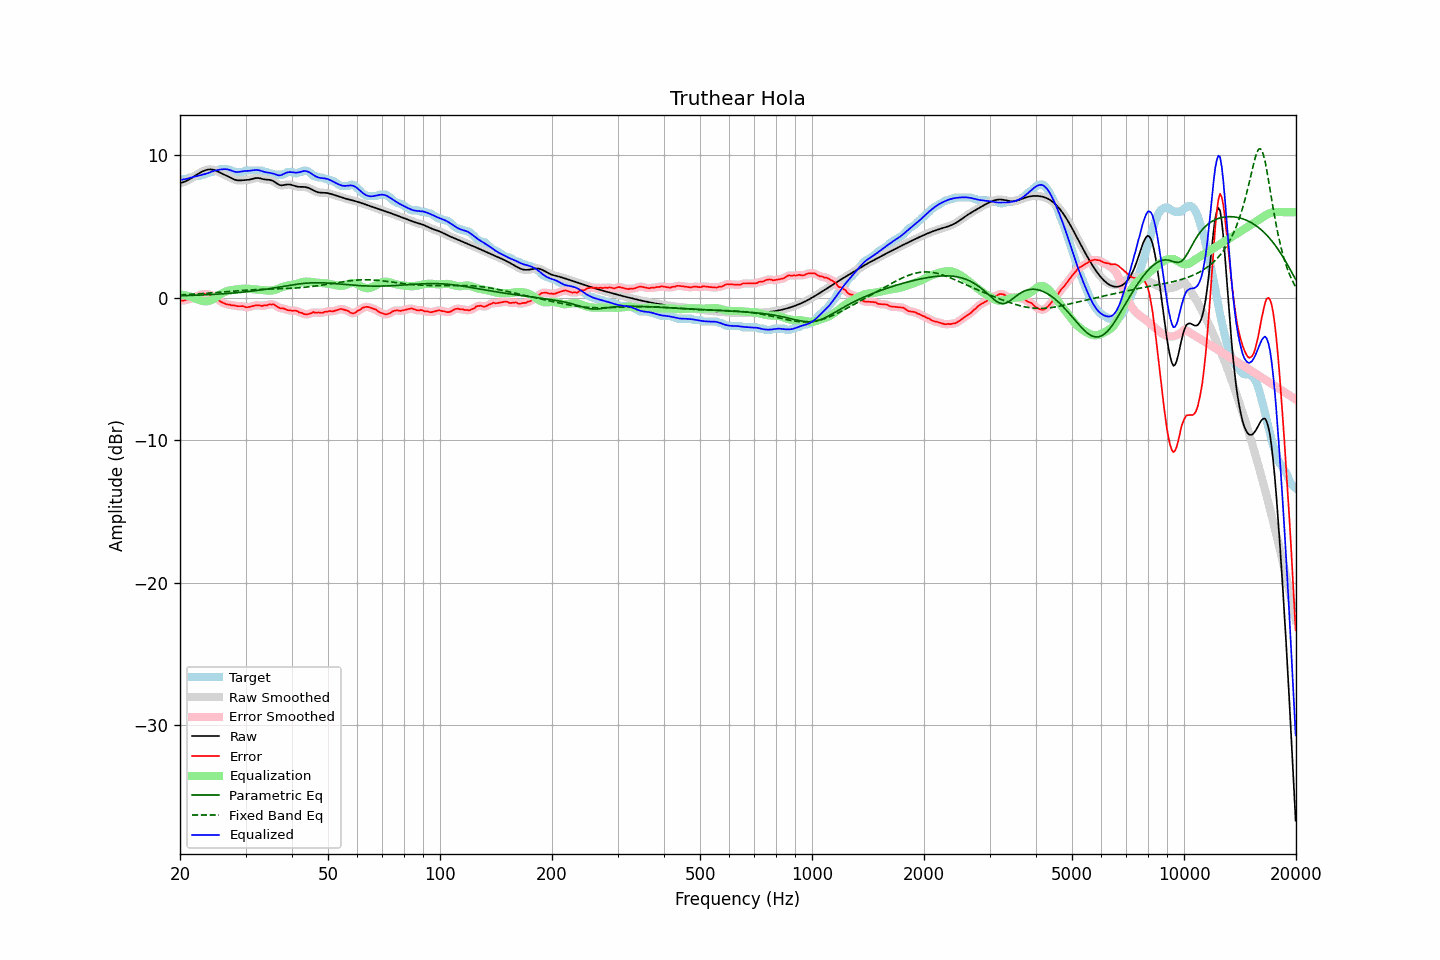 Truthear Hola
Amplitude (dBr)
10
0
−10
−20
−30
Target
Raw Smoothed
Error Smoothed
Raw
Error
Equalization
Parametric Eq
Fixed Band Eq
Equalized
20 50 100 200 500 1000 2000 5000 10000 20000
Frequency (Hz)